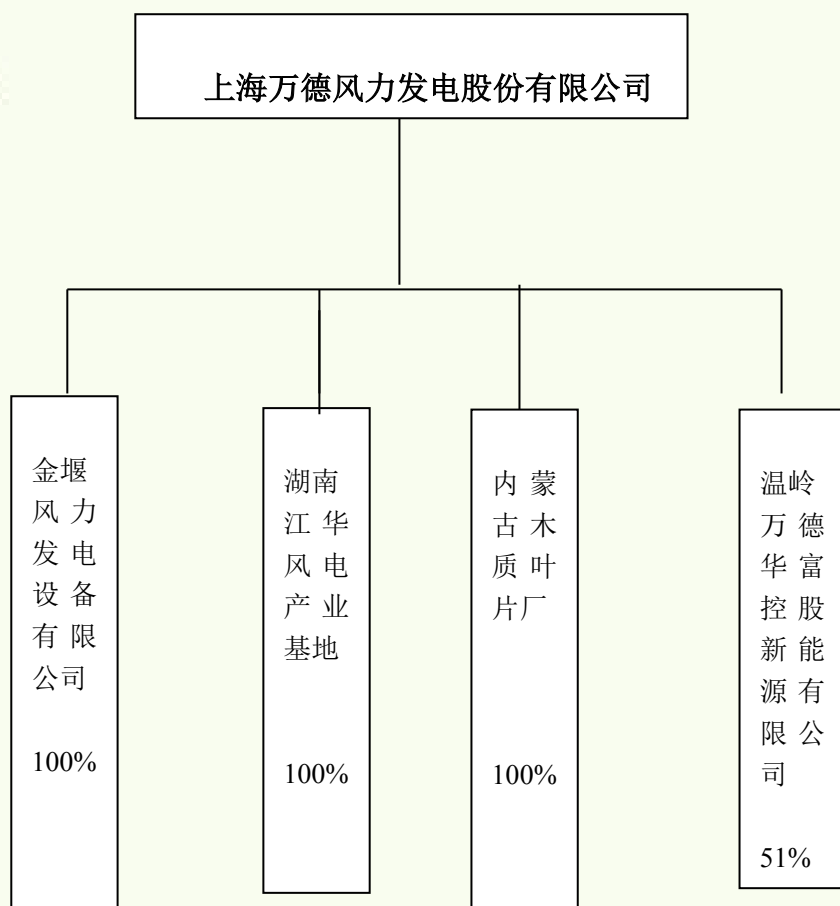 上海万德风力发电股份有限公司
金堰
风力
发电
设备
有限
公司
100%
湖南
江华
风电
产业
基地
100%
内蒙
古木
质叶
片厂
100%
温岭
万德
华富
控股
新能
源有
限公
司
51%